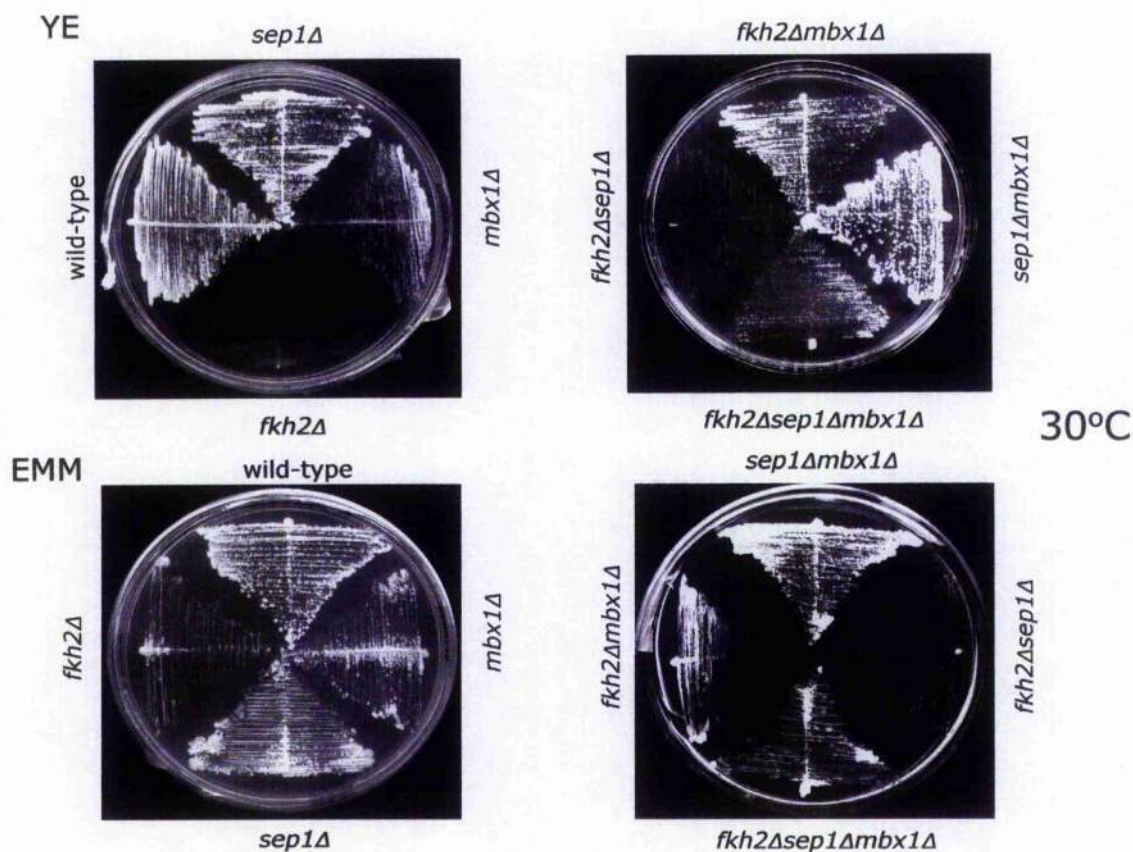 YE
sep1Δ
fkh2Δmbx1Δ
wild-type
mbx1Δ
fkh2Δsep1Δ
sep1Δmbx1Δ
fkh2Δ
fkh2Δsep1Δmbx1Δ
30°C
EMM
wild-type
sep1Δmbx1Δ
fkh2Δ
mbx1Δ
fkh2Δmbx1Δ
fkh2Δsep1Δ
sep1Δ
fkh2Δsep1Δmbx1Δ